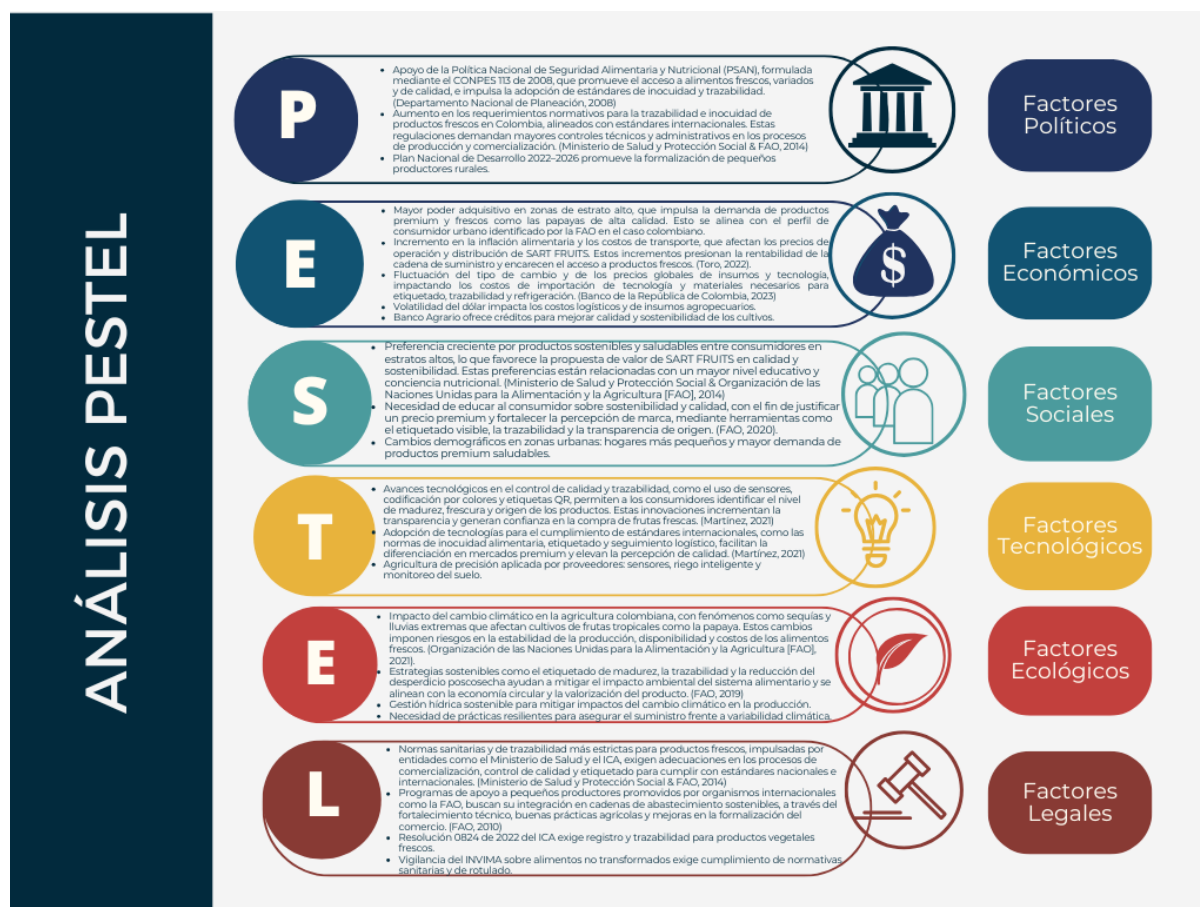 ANÁLISIS PESTEL
P
• Apoyo de la Política Nacional de Seguridad Alimentaria y Nutricional (PSAN), formulada
mediante el CONPES 113 de 2008, que promueve el acceso a alimentos frescos, variados
y de calidad, e impulsa la adopción de estándares de inocuidad y trazabilidad.
(Departamento Nacional de Planeación, 2008)
• Aumento en los requerimientos normativos para la trazabilidad e inocuidad de
productos frescos en Colombia, alineados con estándares internacionales. Estas
regulaciones demandan mayores controles técnicos y administrativos en los procesos
de producción y comercialización. (Ministerio de Salud y Protección Social & FAO, 2014)
• Plan Nacional de Desarrollo 2022–2026 promueve la formalización de pequeños
productores rurales.
Factores
Políticos
E
• Mayor poder adquisitivo en zonas de estrato alto, que impulsa la demanda de productos
premium y frescos como las papayas de alta calidad. Esto se alinea con el perfil de
consumidor urbano identificado por la FAO en el caso colombiano.
• Incremento en la inflación alimentaria y los costos de transporte, que afectan los precios de
operación y distribución de SART FRUITS. Estos incrementos presionan la rentabilidad de la
cadena de suministro y encarecen el acceso a productos frescos. (Toro, 2022).
• Fluctuación del tipo de cambio y de los precios globales de insumos y tecnología,
impactando los costos de importación de tecnología y materiales necesarios para
etiquetado, trazabilidad y refrigeración. (Banco de la República de Colombia, 2023)
• Volatilidad del dólar impacta los costos logísticos y de insumos agropecuarios.
• Banco Agrario ofrece créditos para mejorar calidad y sostenibilidad de los cultivos.
$
Factores
Económicos
S
• Preferencia creciente por productos sostenibles y saludables entre consumidores en
estratos altos, lo que favorece la propuesta de valor de SART FRUITS en calidad y
sostenibilidad. Estas preferencias están relacionadas con un mayor nivel educativo y
conciencia nutricional. (Ministerio de Salud y Protección Social & Organización de las
Naciones Unidas para la Alimentación y la Agricultura [FAO], 2014)
• Necesidad de educar al consumidor sobre sostenibilidad y calidad, con el fin de justificar
un precio premium y fortalecer la percepción de marca, mediante herramientas como
el etiquetado visible, la trazabilidad y la transparencia de origen. (FAO, 2020).
• Cambios demográficos en zonas urbanas: hogares más pequeños y mayor demanda de
productos premium saludables.
Factores
Sociales
T
• Avances tecnológicos en el control de calidad y trazabilidad, como el uso de sensores,
codificación por colores y etiquetas QR, permiten a los consumidores identificar el nivel
de madurez, frescura y origen de los productos. Estas innovaciones incrementan la
transparencia y generan confianza en la compra de frutas frescas. (Martínez, 2021)
• Adopción de tecnologías para el cumplimiento de estándares internacionales, como las
normas de inocuidad alimentaria, etiquetado y seguimiento logístico, facilitan la
diferenciación en mercados premium y elevan la percepción de calidad. (Martínez, 2021)
• Agricultura de precisión aplicada por proveedores: sensores, riego inteligente y
monitoreo del suelo.
Factores
Tecnológicos
E
• Impacto del cambio climático en la agricultura colombiana, con fenómenos como sequías y
lluvias extremas que afectan cultivos de frutas tropicales como la papaya. Estos cambios
imponen riesgos en la estabilidad de la producción, disponibilidad y costos de los alimentos
frescos. (Organización de las Naciones Unidas para la Alimentación y la Agricultura [FAO],
2021).
• Estrategias sostenibles como el etiquetado de madurez, la trazabilidad y la reducción del
desperdicio poscosecha ayudan a mitigar el impacto ambiental del sistema alimentario y se
alinean con la economía circular y la valorización del producto. (FAO, 2019)
• Gestión hídrica sostenible para mitigar impactos del cambio climático en la producción.
• Necesidad de prácticas resilientes para asegurar el suministro frente a variabilidad climática.
Factores
Ecológicos
L
• Normas sanitarias y de trazabilidad más estrictas para productos frescos, impulsadas por
entidades como el Ministerio de Salud y el ICA, exigen adecuaciones en los procesos de
comercialización, control de calidad y etiquetado para cumplir con estándares nacionales e
internacionales. (Ministerio de Salud y Protección Social & FAO, 2014)
• Programas de apoyo a pequeños productores promovidos por organismos internacionales
como la FAO, buscan su integración en cadenas de abastecimiento sostenibles, a través del
fortalecimiento técnico, buenas prácticas agrícolas y mejoras en la formalización del
comercio. (FAO, 2010)
• Resolución 0824 de 2022 del ICA exige registro y trazabilidad para productos vegetales
frescos.
• Vigilancia del INVIMA sobre alimentos no transformados exige cumplimiento de normativas
sanitarias y de rotulado.
Factores
Legales